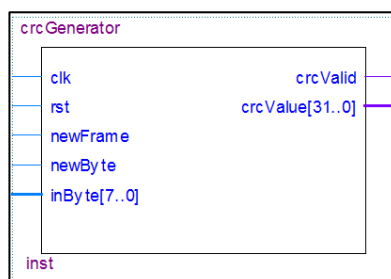 crcGenerator
clk crcValid
rst crcValue[31..0]
newFrame
newByte
inByte[7..0]
inst